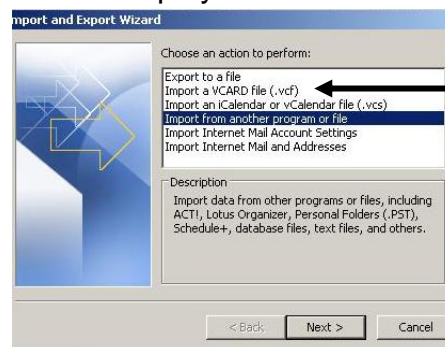 mport and Export Wizard
Choose an action to perform:
Export to a file
Import a VCARD file (.vcf)
Import an iCalendar or vCalendar file (.vcs)
Import from another program or file
Import Internet Mail Account Settings
Import Internet Mail and Addresses
Description
Import data from other programs or files, including
ACT!, Lotus Organizer, Personal Folders (.PST),
Schedule+, database files, text files, and others.
< Back Next > Cancel